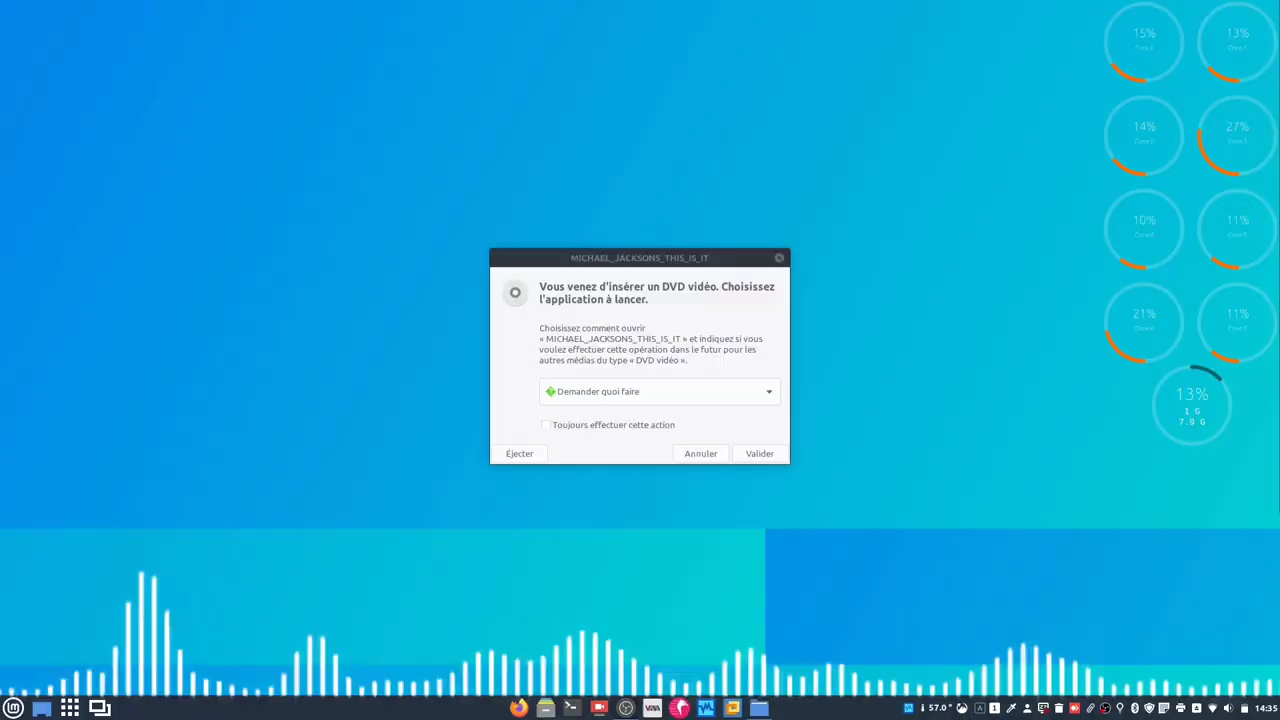 15%
13%
14%
27%
10%
11%
21%
11%
13%
1 G
7.9 G
MICHAEL_JACKSONS_THIS_IS_IT
Vous venez d'insérer un DVD vidéo. Choisissez
l'application à lancer.
Choisissez comment ouvrir
« MICHAEL_JACKSONS_THIS_IS_IT » et indiquez si vous
voulez effectuer cette opération dans le futur pour les
autres médias du type « DVD vidéo ».
Demander quoi faire
Toujours effectuer cette action
Éjecter
Annuler
Valider
57.0°
14:35